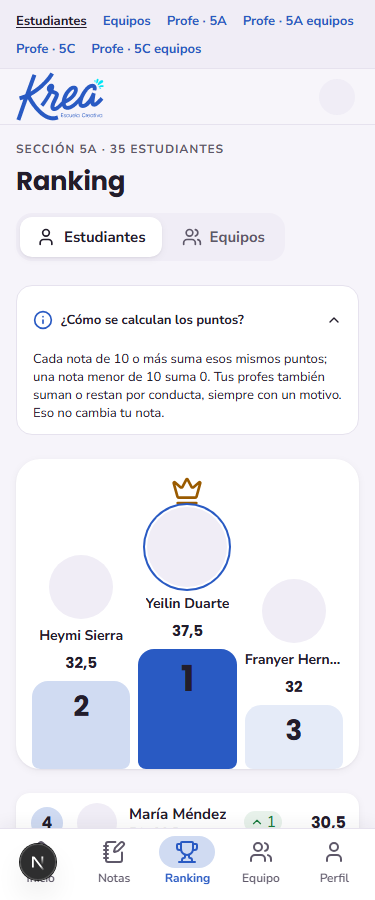 Estudiantes Equipos Profe · 5A Profe · 5A equipos
Profe · 5C Profe · 5C equipos
Krea
Escuela Creativa
SECCIÓN 5A · 35 ESTUDIANTES
Ranking
Estudiantes Equipos
¿Cómo se calculan los puntos?
Cada nota de 10 o más suma esos mismos puntos;
una nota menor de 10 suma 0. Tus profes también
suman o restan por conducta, siempre con un motivo.
Eso no cambia tu nota.
Yeilin Duarte
37,5
1
Heymi Sierra
32,5
2
Franyer Hern...
32
3
4 María Méndez 1 30,5
N
Notas Ranking Equipo Perfil